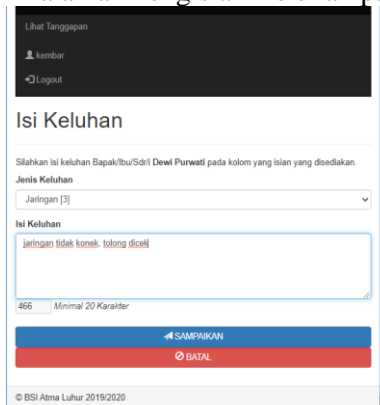 Lihat Tanggapan
kembar
Logout
Isi Keluhan
Silahkan isi keluhan Bapak/Ibu/Sdr/i Dewi Purwati pada kolom yang isian yang disediakan.
Jenis Keluhan
Jaringan [3]
Isi Keluhan
jaringan tidak konek, tolong dicek
466 Minimal 20 Karakter
SAMPAIKAN
BATAL
© BSI Atma Luhur 2019/2020